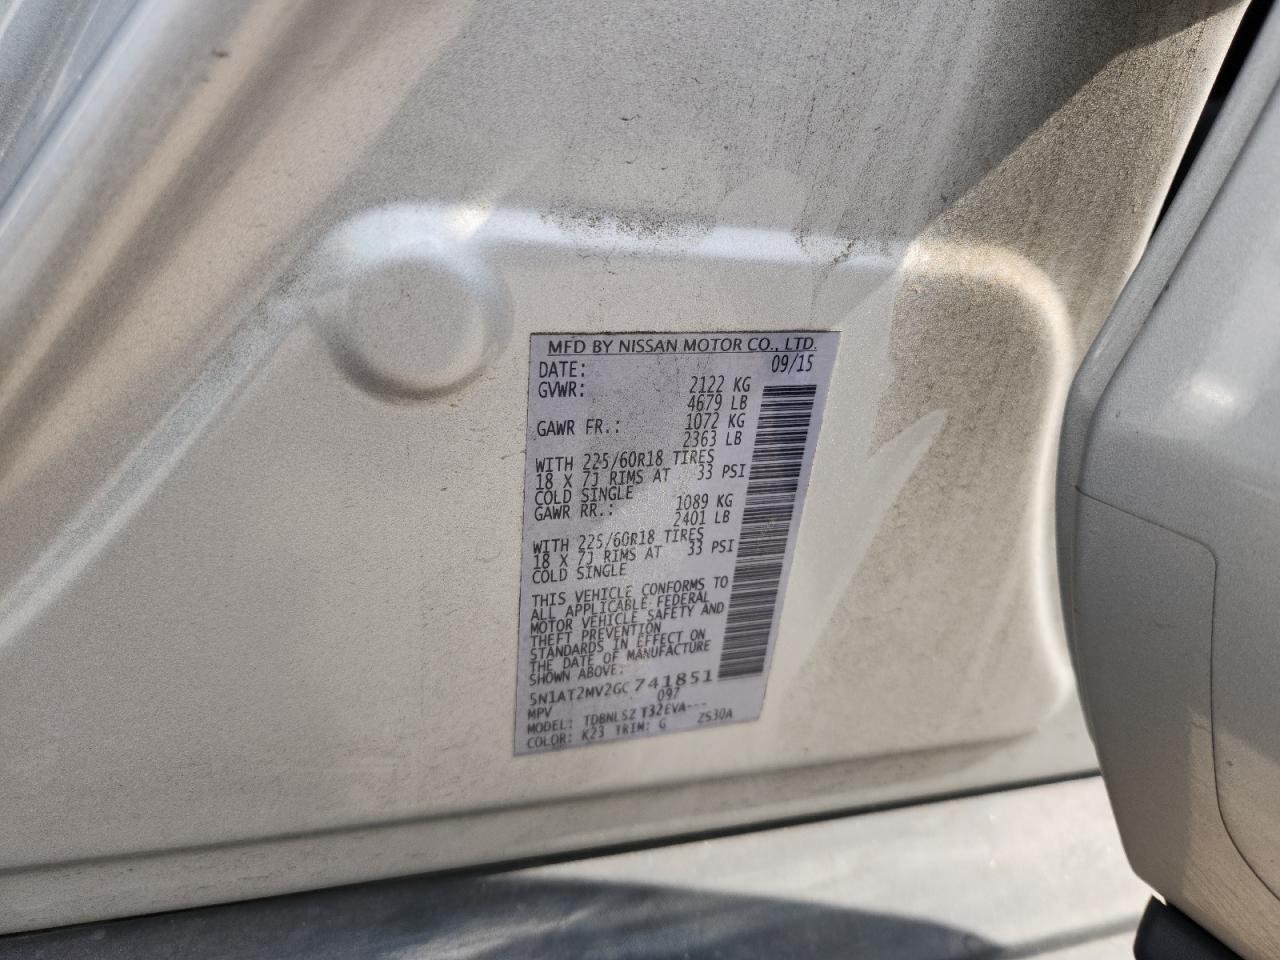 MFD BY NISSAN MOTOR CO., LTD.
DATE: 09/15
GVWR: 2122 KG
4679 LB
GAWR FR.: 1072 KG
2363 LB
WITH 225/60R18 TIRES
18 X 7J RIMS AT 33 PSI
COLD SINGLE
GAWR RR.: 1089 KG
2401 LB
WITH 225/60R18 TIRES
18 X 7J RIMS AT 33 PSI
COLD SINGLE
THIS VEHICLE CONFORMS TO
ALL APPLICABLE FEDERAL
MOTOR VEHICLE SAFETY AND
THEFT PREVENTION
STANDARDS IN EFFECT ON
THE DATE OF MANUFACTURE
SHOWN ABOVE:
5N1AT2MV2GC741851
MPV 097
MODEL: TDBNLSZ T32EVA---
COLOR: K23 TRIM: G ZS30A